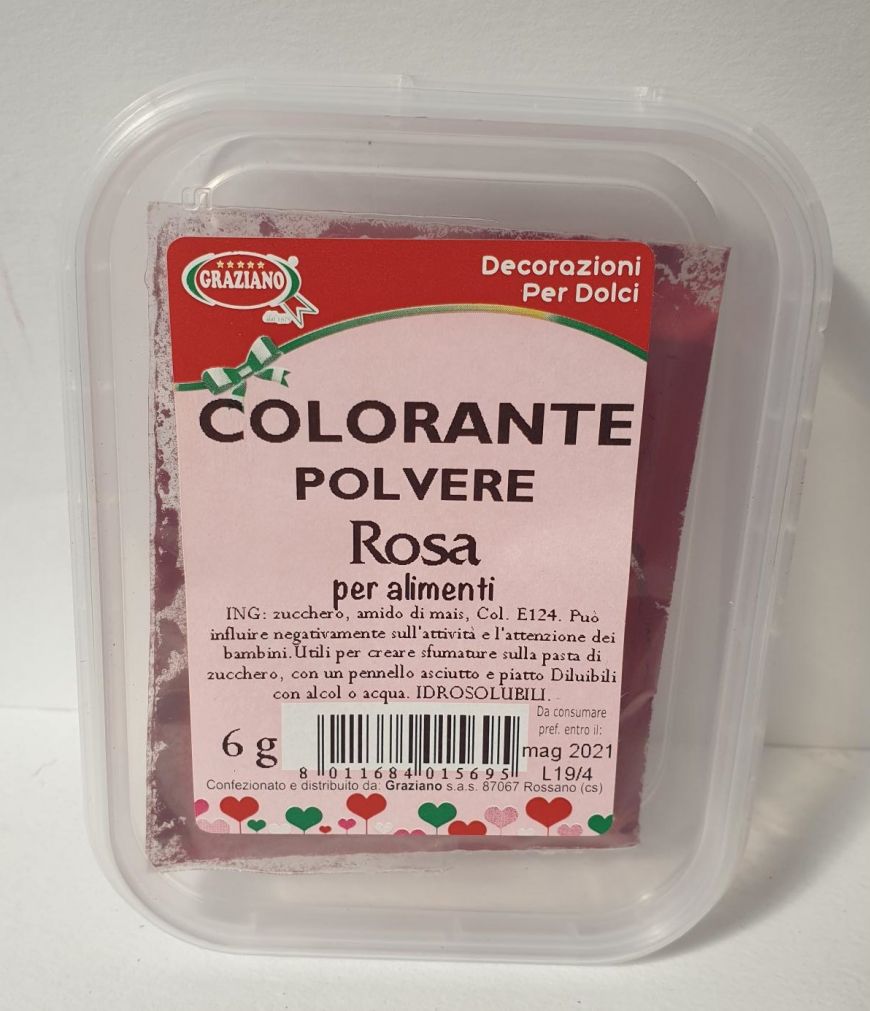 GRAZIANO
Decorazioni
Per Dolci
COLORANTE
POLVERE
Rosa
per alimenti
ING: zucchero, amido di mais, Col. E124. Può
influire negativamente sull'attività e l'attenzione dei
bambini.Utili per creare sfumature sulla pasta di
zucchero, con un pennello asciutto e piatto Diluibili
con alcol o acqua. IDROSOLUBILI.
Da consumare
pref. entro il:
6 g
mag 2021
8 011684 015695
L19/4
Confezionato e distribuito da: Graziano s.a.s. 87067 Rossano (cs)